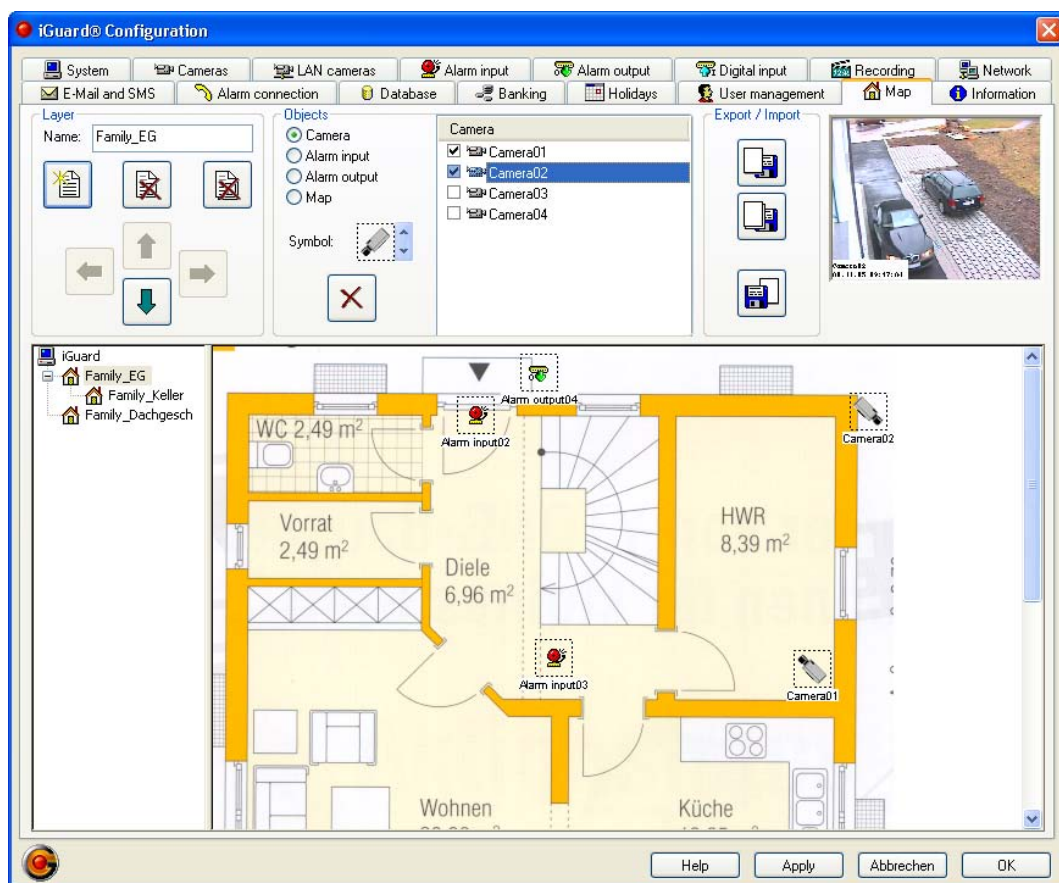 iGuard® Configuration
System
Cameras
LAN cameras
Alarm input
Alarm output
Digital input
Recording
Network
E-Mail and SMS
Alarm connection
Database
Banking
Holidays
User management
Map
Information
Layer
Name: Family_EG
Objects
Camera
Alarm input
Alarm output
Map
Symbol:
Camera
Camera01
Camera02
Camera03
Camera04
Export / Import
Camera02
iGuard
Family_EG
Family_Keller
Family_Dachgesch
Alarm output04
WC 2,49 m²
Alarm input02
Camera02
Vorrat
2,49 m²
HWR
8,39 m²
Diele
6,96 m²
Alarm input03
Camera01
Wohnen
Küche
Help
Apply
Abbrechen
OK